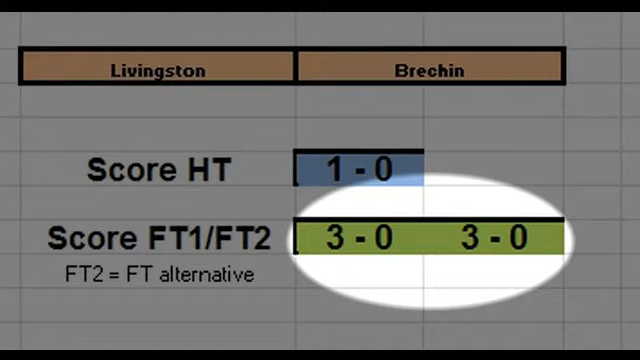 Livingston Brechin
Score HT 1 - 0
Score FT1/FT2 3 - 0 3 - 0
FT2 = FT alternative